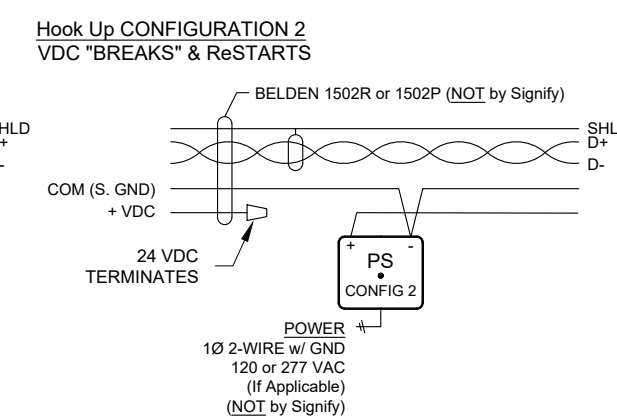 Hook Up CONFIGURATION 2
VDC "BREAKS" & ReSTARTS
BELDEN 1502R or 1502P (NOT by Signify)
HLD
+
-
SHL
D+
D-
COM (S. GND)
+ VDC
24 VDC
TERMINATES
+ -
PS
CONFIG 2
POWER
1Ø 2-WIRE w/ GND
120 or 277 VAC
(If Applicable)
(NOT by Signify)